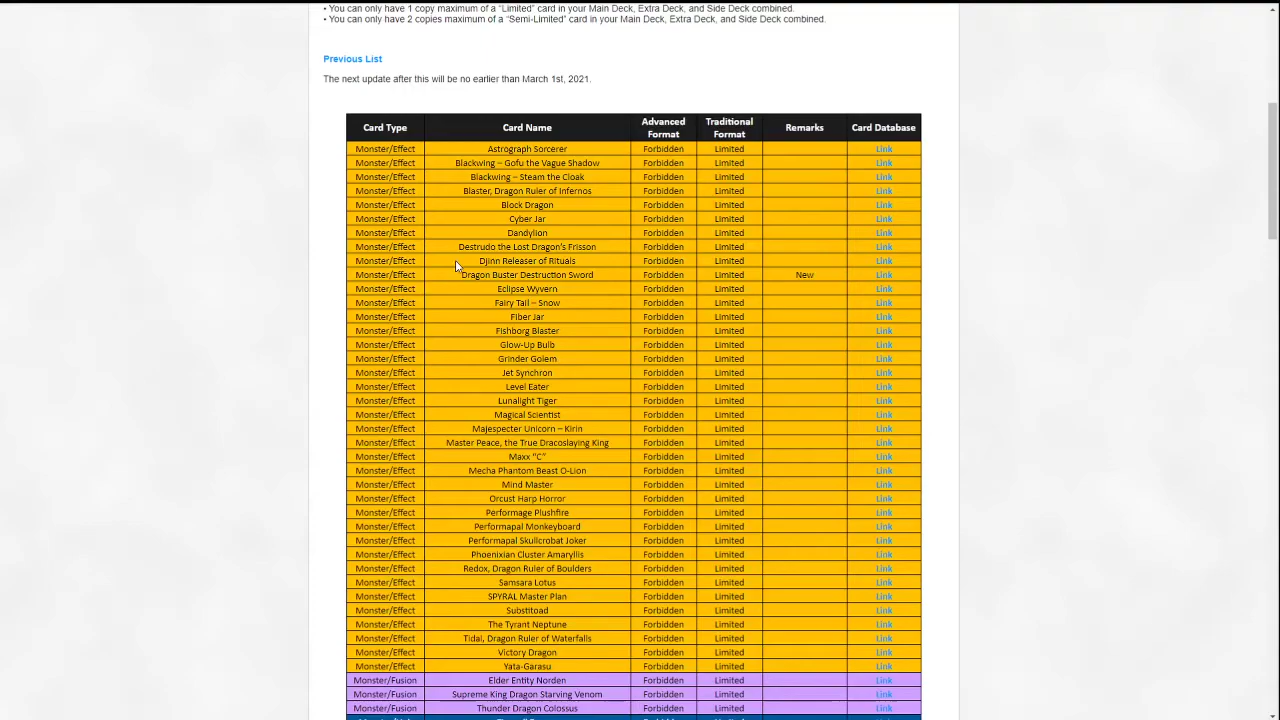 • You can only have 1 copy maximum of a “Limited” card in your Main Deck, Extra Deck, and Side Deck combined.
• You can only have 2 copies maximum of a “Semi-Limited” card in your Main Deck, Extra Deck, and Side Deck combined.
Previous List
The next update after this will be no earlier than March 1st, 2021.
Card Type Card Name Advanced Format Traditional Format Remarks Card Database
Monster/Effect Astrograph Sorcerer Forbidden Limited Link
Monster/Effect Blackwing – Gofu the Vague Shadow Forbidden Limited Link
Monster/Effect Blackwing – Steam the Cloak Forbidden Limited Link
Monster/Effect Blaster, Dragon Ruler of Infernos Forbidden Limited Link
Monster/Effect Block Dragon Forbidden Limited Link
Monster/Effect Cyber Jar Forbidden Limited Link
Monster/Effect Dandylion Forbidden Limited Link
Monster/Effect Destrudo the Lost Dragon’s Frisson Forbidden Limited Link
Monster/Effect Djinn Releaser of Rituals Forbidden Limited Link
Monster/Effect Dragon Buster Destruction Sword Forbidden Limited New Link
Monster/Effect Eclipse Wyvern Forbidden Limited Link
Monster/Effect Fairy Tail – Snow Forbidden Limited Link
Monster/Effect Fiber Jar Forbidden Limited Link
Monster/Effect Fishborg Blaster Forbidden Limited Link
Monster/Effect Glow-Up Bulb Forbidden Limited Link
Monster/Effect Grinder Golem Forbidden Limited Link
Monster/Effect Jet Synchron Forbidden Limited Link
Monster/Effect Level Eater Forbidden Limited Link
Monster/Effect Lunalight Tiger Forbidden Limited Link
Monster/Effect Magical Scientist Forbidden Limited Link
Monster/Effect Majespecter Unicorn – Kirin Forbidden Limited Link
Monster/Effect Master Peace, the True Dracoslaying King Forbidden Limited Link
Monster/Effect Maxx “C” Forbidden Limited Link
Monster/Effect Mecha Phantom Beast O-Lion Forbidden Limited Link
Monster/Effect Mind Master Forbidden Limited Link
Monster/Effect Orcust Harp Horror Forbidden Limited Link
Monster/Effect Performage Plushfire Forbidden Limited Link
Monster/Effect Performapal Monkeyboard Forbidden Limited Link
Monster/Effect Performapal Skullcrobat Joker Forbidden Limited Link
Monster/Effect Phoenixian Cluster Amaryllis Forbidden Limited Link
Monster/Effect Redox, Dragon Ruler of Boulders Forbidden Limited Link
Monster/Effect Samsara Lotus Forbidden Limited Link
Monster/Effect SPYRAL Master Plan Forbidden Limited Link
Monster/Effect Substitoad Forbidden Limited Link
Monster/Effect The Tyrant Neptune Forbidden Limited Link
Monster/Effect Tidal, Dragon Ruler of Waterfalls Forbidden Limited Link
Monster/Effect Victory Dragon Forbidden Limited Link
Monster/Effect Yata-Garasu Forbidden Limited Link
Monster/Fusion Elder Entity Norden Forbidden Limited Link
Monster/Fusion Supreme King Dragon Starving Venom Forbidden Limited Link
Monster/Fusion Thunder Dragon Colossus Forbidden Limited Link